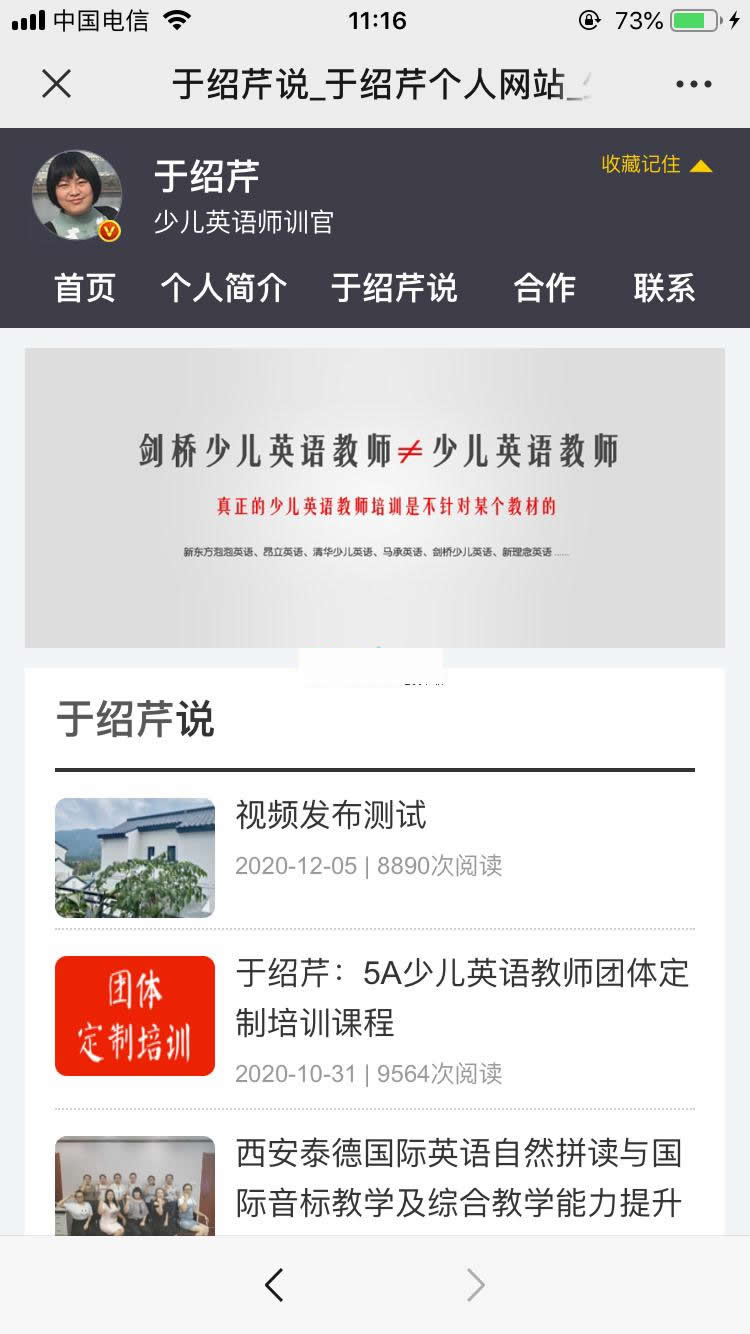 中国电信
11:16
73%
于绍芹说_于绍芹个人网站_
于绍芹
收藏记住
少儿英语师训官
首页 个人简介 于绍芹说 合作 联系
剑桥少儿英语教师≠少儿英语教师
真正的少儿英语教师培训是不针对某个教材的
新东方泡泡英语、昂立英语、清华少儿英语、马承英语、剑桥少儿英语、新理念英语 ......
于绍芹说
视频发布测试
2020-12-05 | 8890次阅读
团体
定制培训
于绍芹：5A少儿英语教师团体定
制培训课程
2020-10-31 | 9564次阅读
西安泰德国际英语自然拼读与国
际音标教学及综合教学能力提升